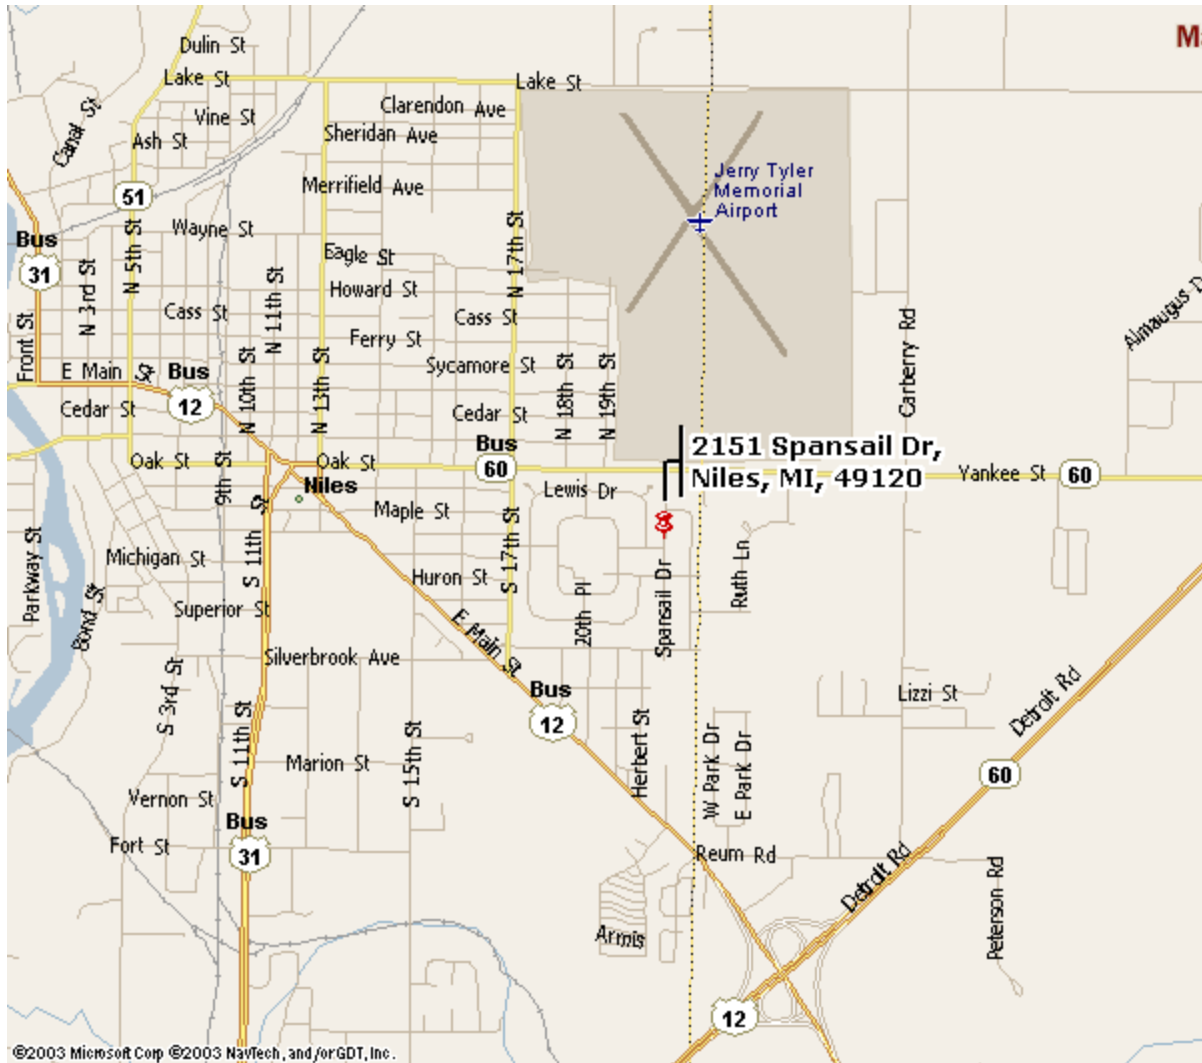 Dulin St
Ma
Lake St
Lake St
Canal St
Vine St
Clarendon Ave
Ash St
Sheridan Ave
Merrifield Ave
Jerry Tyler
Memorial
Airport
51
Wayne St
Bus
31
N 3rd St
N 5th St
N 11th St
Eagle St
N 17th St
Howard St
Cass St
Cass St
Ferry St
Front St
E Main St
Bus
12
N 10th St
N 13th St
Sycamore St
N 18th St
N 19th St
Carberry Rd
Almaugus D
Cedar St
Cedar St
Oak St
9th St
Oak St
Bus
60
2151 Spansail Dr,
Niles, MI, 49120
Yankee St
60
Niles
Lewis Dr
Maple St
Parkway St
Bond St
Michigan St
S 11th St
Huron St
S 17th St
20th Pl
Spansail Dr
Ruth Ln
Superior St
E Main St
Silverbrook Ave
S 3rd St
S 11th St
Bus
12
Lizzi St
Detroit Rd
Marion St
S 15th St
Herbert St
W Park Dr
E Park Dr
60
Vernon St
Bus
31
Fort St
Reum Rd
Detroit Rd
Peterson Rd
Armis
12
©2003 Microsoft Corp ©2003 NavTech, and/or GDT, Inc.